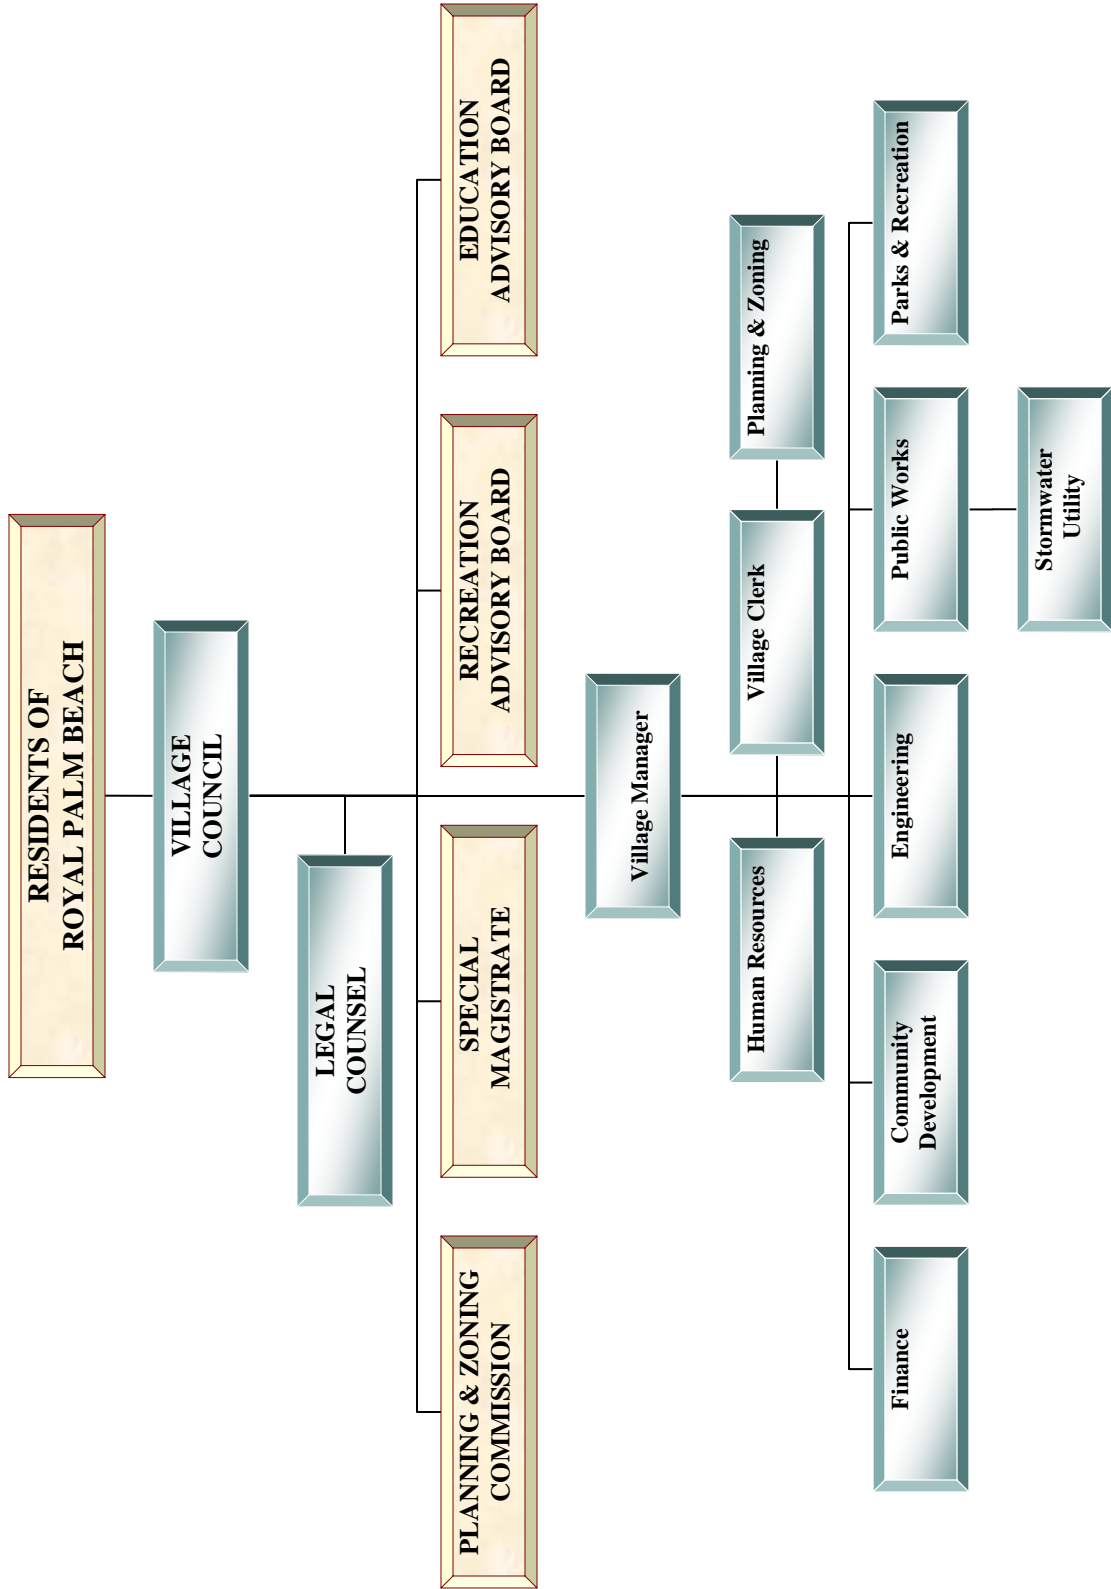 RESIDENTS OF
ROYAL PALM BEACH
VILLAGE
COUNCIL
LEGAL
COUNSEL
PLANNING & ZONING
COMMISSION
SPECIAL
MAGISTRATE
RECREATION
ADVISORY BOARD
EDUCATION
ADVISORY BOARD
Village Manager
Human Resources
Village Clerk
Planning & Zoning
Finance
Community
Development
Engineering
Public Works
Parks & Recreation
Stormwater
Utility